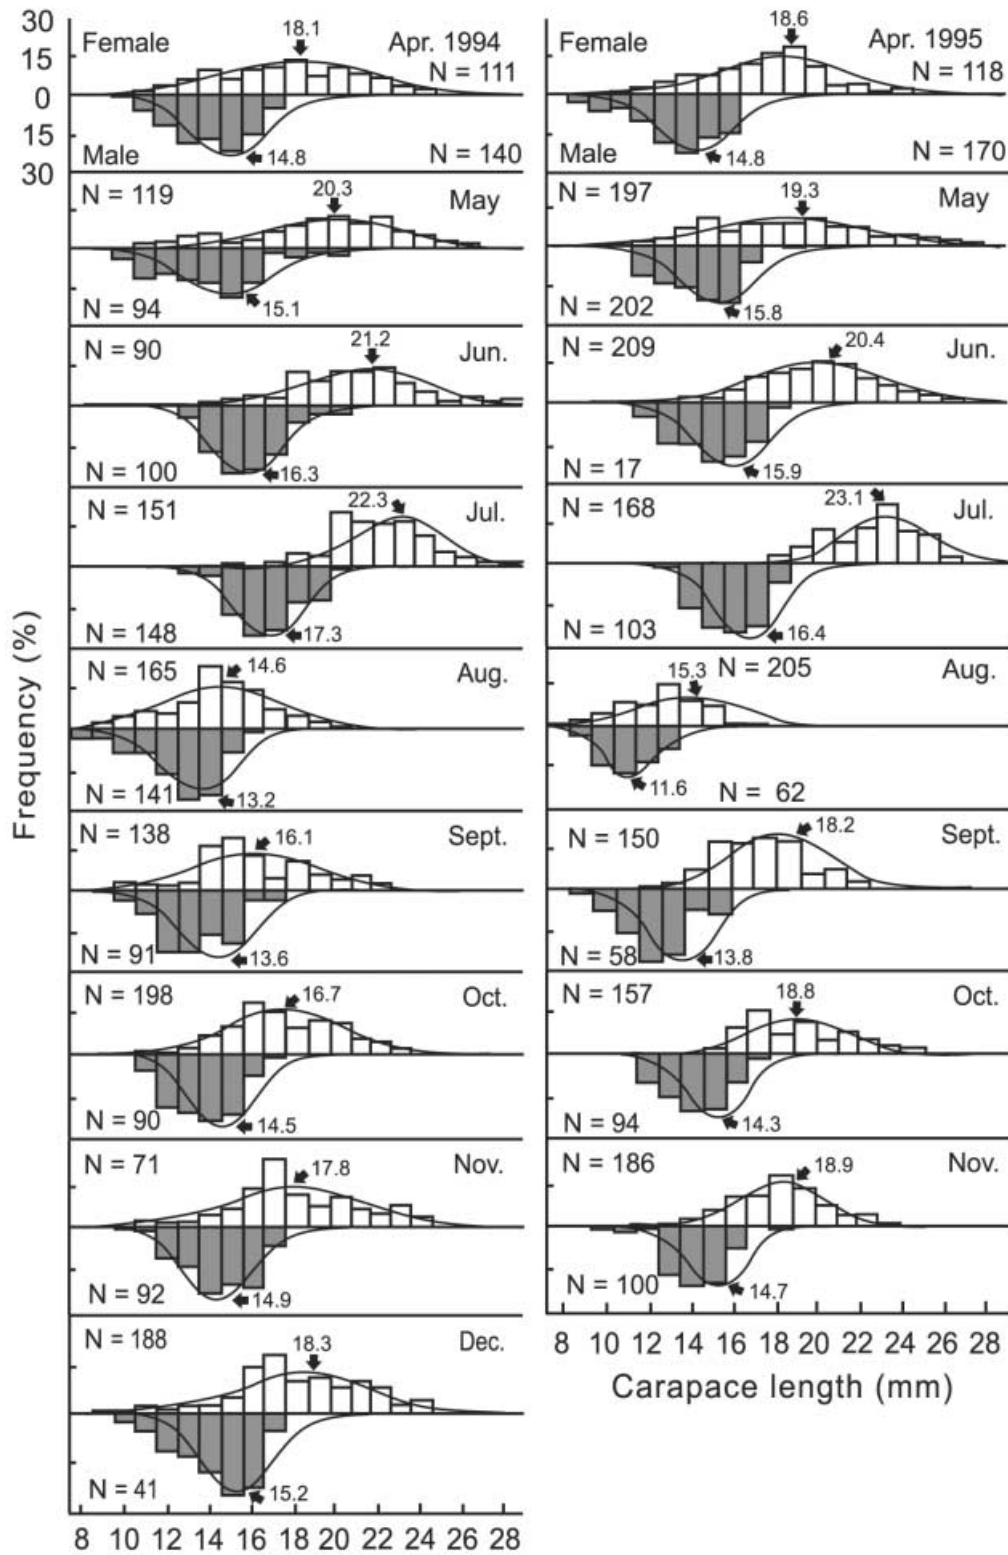 30
15
0
15
30
Female
Apr. 1994
18.1
N = 111
Male
14.8
N = 140
N = 119
20.3
May
N = 94
15.1
N = 90
21.2
Jun.
N = 100
16.3
N = 151
22.3
Jul.
N = 148
17.3
N = 165
14.6
Aug.
N = 141
13.2
N = 138
16.1
Sept.
N = 91
13.6
N = 198
16.7
Oct.
N = 90
14.5
N = 71
17.8
Nov.
N = 92
14.9
N = 188
18.3
Dec.
N = 41
15.2
8 10 12 14 16 18 20 22 24 26 28
Frequency (%)
Female
18.6
Apr. 1995
N = 118
Male
14.8
N = 170
N = 197
19.3
May
N = 202
15.8
N = 209
20.4
Jun.
N = 17
15.9
N = 168
23.1
Jul.
N = 103
16.4
15.3
N = 205
Aug.
11.6
N = 62
N = 150
18.2
Sept.
N = 58
13.8
N = 157
18.8
Oct.
N = 94
14.3
N = 186
18.9
Nov.
N = 100
14.7
8 10 12 14 16 18 20 22 24 26 28
Carapace length (mm)